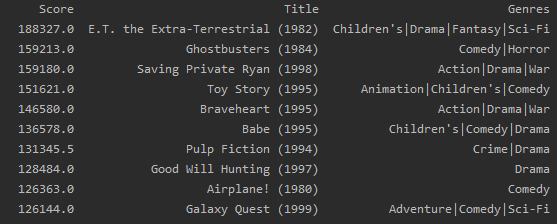 Score Title Genres
188327.0 E.T. the Extra-Terrestrial (1982) Children's|Drama|Fantasy|Sci-Fi
159213.0 Ghostbusters (1984) Comedy|Horror
159180.0 Saving Private Ryan (1998) Action|Drama|War
151621.0 Toy Story (1995) Animation|Children's|Comedy
146580.0 Braveheart (1995) Action|Drama|War
136578.0 Babe (1995) Children's|Comedy|Drama
131345.5 Pulp Fiction (1994) Crime|Drama
128484.0 Good Will Hunting (1997) Drama
126363.0 Airplane! (1980) Comedy
126144.0 Galaxy Quest (1999) Adventure|Comedy|Sci-Fi